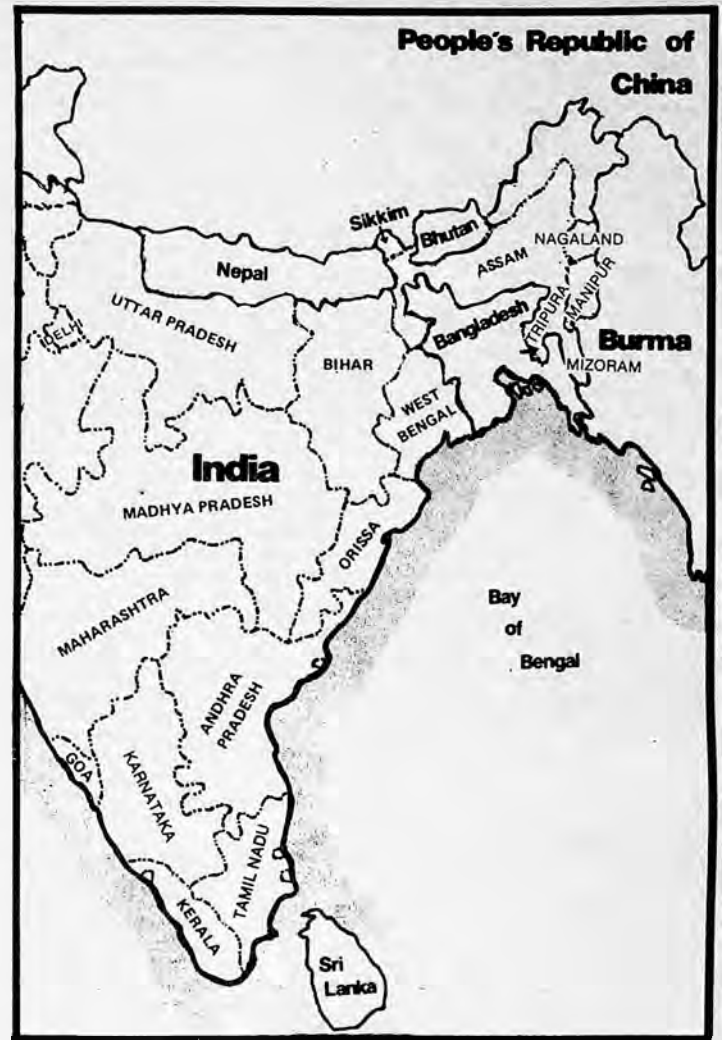 People's Republic of
China
Sikkim
Bhutan
NAGALAND
ASSAM
Nepal
UTTAR PRADESH
DELHI
BIHAR
Bangladesh
TRIPURA
MANIPUR
Burma
MIZORAM
WEST
BENGAL
India
MADHYA PRADESH
ORISSA
MAHARASHTRA
Bay
of
Bengal
ANDHRA
PRADESH
GOA
KARNATAKA
TAMIL NADU
KERALA
Sri
Lanka